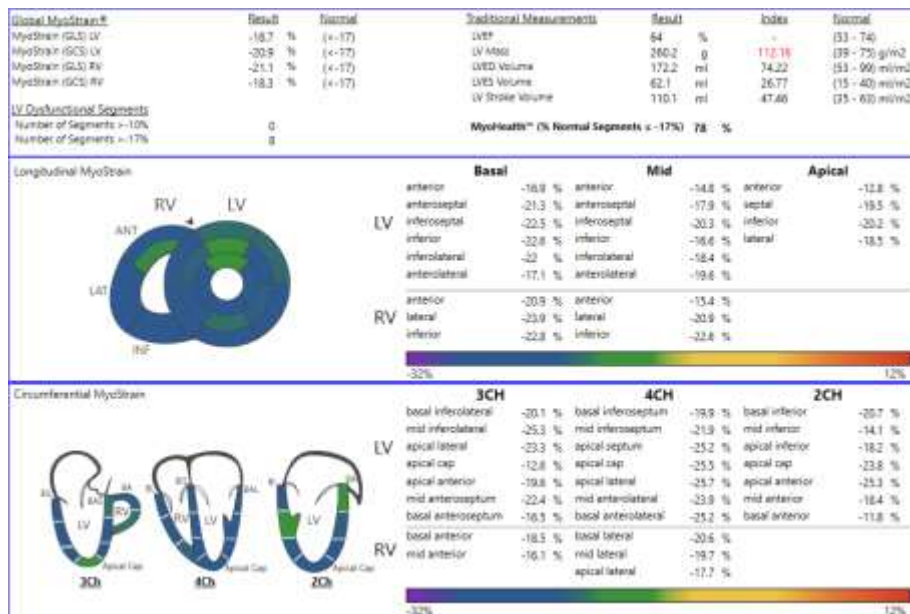 Global MyoStrain® Result Normal
MyoStrain (GLS) LV -16.7 % (<-17)
MyoStrain (GCS) LV -20.9 % (<-17)
MyoStrain (GLS) RV -21.1 % (<-17)
MyoStrain (GCS) RV -18.3 % (<-17)
LV Dysfunctional Segments
Number of Segments >-10% 0
Number of Segments >-17% 8
Traditional Measurements Result Index Normal
LVEF 64 % - (53 - 74)
LV Mass 260.2 g 112.16 (39 - 75) g/m2
LVED Volume 172.2 ml 74.22 (53 - 99) ml/m2
LVES Volume 62.1 ml 26.77 (15 - 40) ml/m2
LV Stroke Volume 110.1 ml 47.46 (35 - 63) ml/m2
MyoHealth™ (% Normal Segments ≤ -17%) 78 %
Longitudinal MyoStrain
RV LV
ANT
LAT
INF
Basal Mid Apical
LV
anterior -16.9 % anterior -14.8 % anterior -12.8 %
anteroseptal -21.3 % anteroseptal -17.9 % septal -19.5 %
inferoseptal -22.5 % inferoseptal -20.3 % inferior -20.2 %
inferior -22.6 % inferior -16.6 % lateral -18.5 %
inferolateral -22 % inferolateral -18.4 %
anterolateral -17.1 % anterolateral -19.6 %
RV
anterior -20.9 % anterior -15.4 %
lateral -23.9 % lateral -20.9 %
inferior -22.8 % inferior -22.6 %
-32% 12%
Circumferential MyoStrain
3CH 4CH 2CH
LV
basal inferolateral -20.1 % basal inferoseptum -19.9 % basal inferior -20.7 %
mid inferolateral -25.3 % mid inferoseptum -21.9 % mid inferior -14.1 %
apical lateral -23.3 % apical septum -25.2 % apical inferior -18.2 %
apical cap -12.6 % apical cap -25.5 % apical cap -23.8 %
apical anterior -19.8 % apical lateral -25.7 % apical anterior -25.3 %
mid anteroseptum -22.4 % mid anterolateral -23.9 % mid anterior -18.4 %
basal anteroseptum -16.5 % basal anterolateral -25.2 % basal anterior -11.8 %
RV
basal anterior -18.5 % basal lateral -20.6 %
mid anterior -16.1 % mid lateral -19.7 %
apical lateral -17.7 %
-32% 12%
LV RV
Apical Cap
3Ch
RV LV
Apical Cap
4Ch
LV
Apical Cap
2Ch